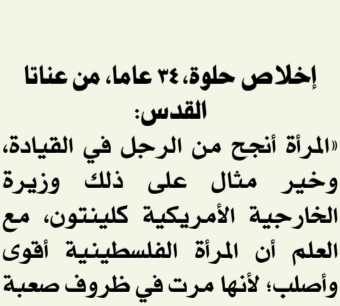 إخلاص حلوة، ٣٤ عاما، من عناتا
القدس:
«المرأة أنجح من الرجل في القيادة،
وخير مثال على ذلك وزيرة
الخارجية الأمريكية كلينتون، مع
العلم أن المرأة الفلسطينية أقوى
وأصلب؛ لأنها مرت في ظروف صعبة